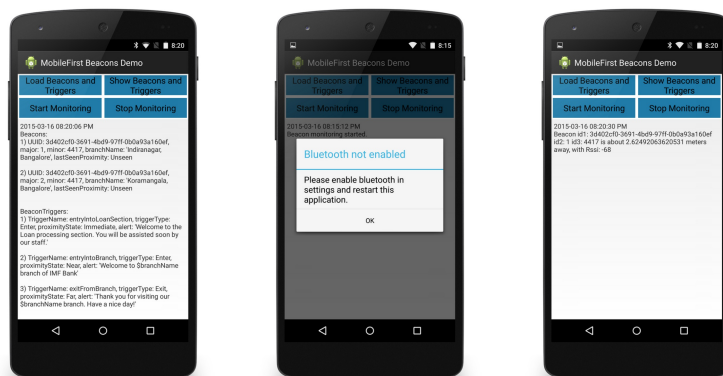 8:20
MobileFirst Beacons Demo
Load Beacons and
Triggers
Show Beacons and
Triggers
Start Monitoring
Stop Monitoring
2015-03-16 08:20:06 PM
Beacons:
1) UUID: 3d402cf0-3691-4bd9-97ff-0b0a93a160ef,
major: 1, minor: 4417, branchName: 'Indiranagar,
Bangalore', lastSeenProximity: Unseen
2) UUID: 3d402cf0-3691-4bd9-97ff-0b0a93a160ef,
major: 2, minor: 4417, branchName: 'Koramangala,
Bangalore', lastSeenProximity: Unseen
BeaconTriggers:
1) TriggerName: entryIntoLoanSection, triggerType:
Enter, proximityState: Immediate, alert: 'Welcome to the
Loan processing section. You will be assisted soon by
our staff.'
2) TriggerName: entryIntoBranch, triggerType: Enter,
proximityState: Near, alert: 'Welcome to $branchName
branch of IMF Bank'
3) TriggerName: exitFromBranch, triggerType: Exit,
proximityState: Far, alert: 'Thank you for visiting our
$branchName branch. Have a nice day!'
8:15
MobileFirst Beacons Demo
Load Beacons and
Triggers
Show Beacons and
Triggers
Start Monitoring
Stop Monitoring
2015-03-16 08:15:12 PM
Beacon monitoring started.
Bluetooth not enabled
Please enable bluetooth in
settings and restart this
application.
OK
8:20
MobileFirst Beacons Demo
Load Beacons and
Triggers
Show Beacons and
Triggers
Start Monitoring
Stop Monitoring
2015-03-16 08:20:30 PM
Beacon id1: 3d402cf0-3691-4bd9-97ff-0b0a93a160ef
id2: 1 id3: 4417 is about 2.62492063620531 meters
away, with Rssi: -68